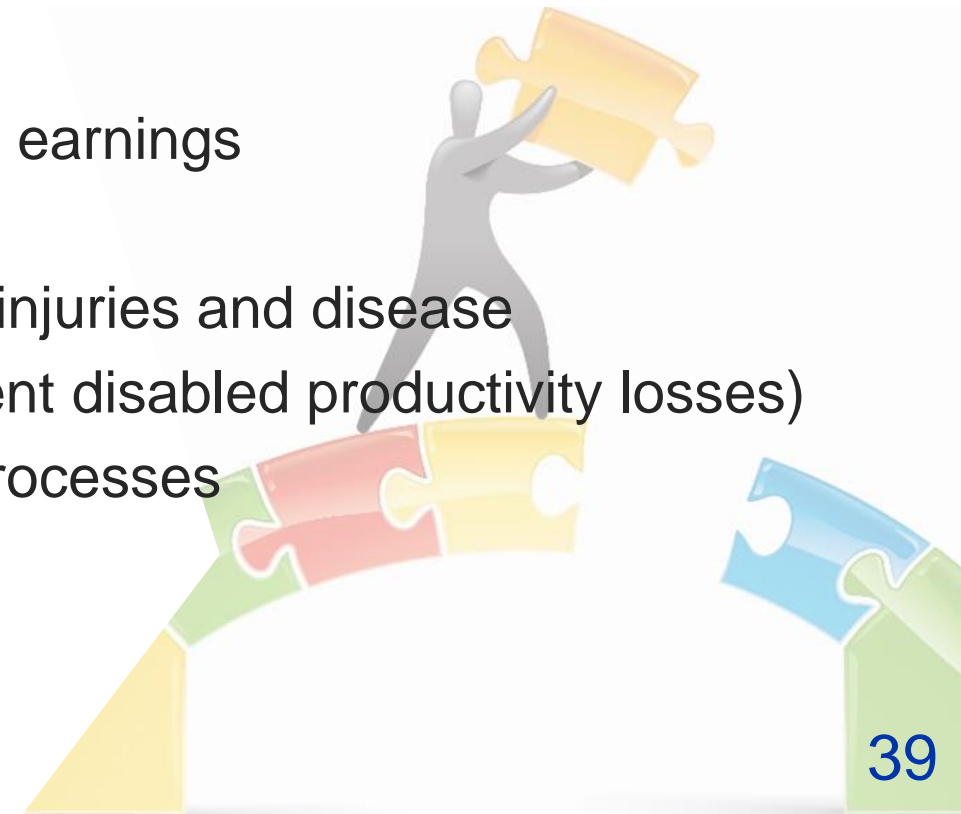 earnings
injuries and disease
ent disabled productivity losses)
rocesses
39